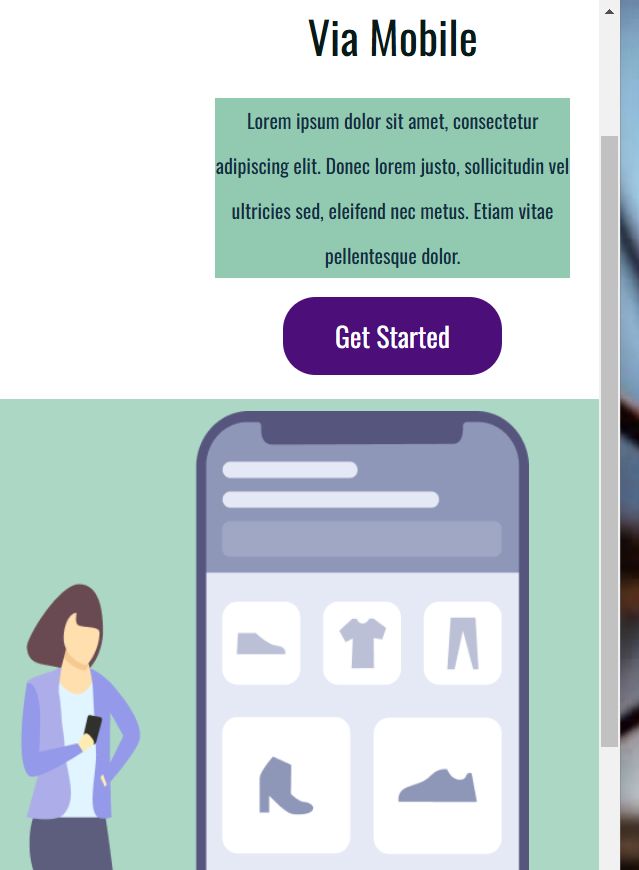 Via Mobile
Lorem ipsum dolor sit amet, consectetur
adipiscing elit. Donec lorem justo, sollicitudin vel
ultricies sed, eleifend nec metus. Etiam vitae
pellentesque dolor.
Get Started